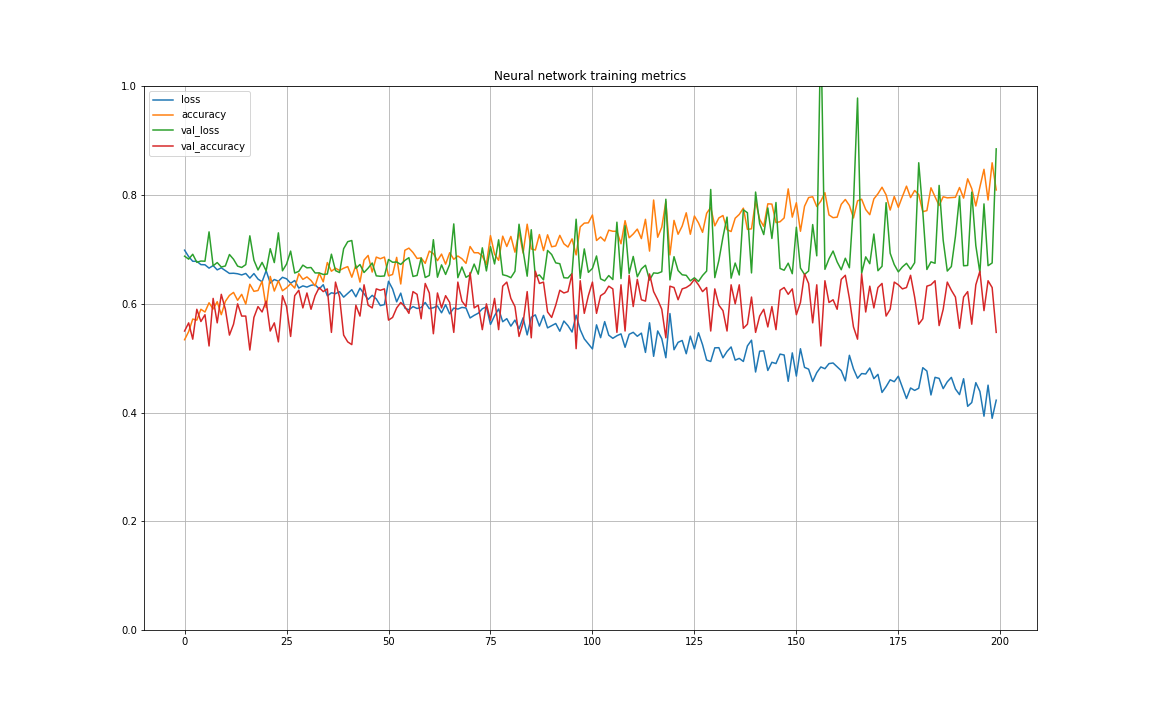 Neural network training metrics
1.0
loss
accuracy
val_loss
val_accuracy
0.8
0.6
0.4
0.2
0.0
0 25 50 75 100 125 150 175 200